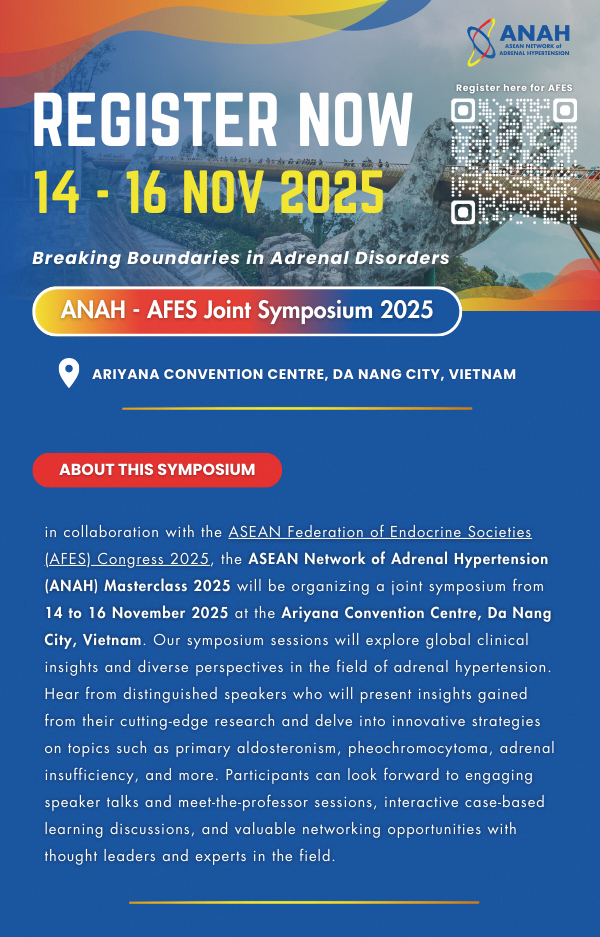 ANAH
ASEAN NETWORK of
ADRENAL HYPERTENSION
Register here for AFES
REGISTER NOW
14 - 16 NOV 2025
Breaking Boundaries in Adrenal Disorders
ANAH - AFES Joint Symposium 2025
ARIYANA CONVENTION CENTRE, DA NANG CITY, VIETNAM
ABOUT THIS SYMPOSIUM
in collaboration with the ASEAN Federation of Endocrine Societies
(AFES) Congress 2025, the ASEAN Network of Adrenal Hypertension
(ANAH) Masterclass 2025 will be organizing a joint symposium from
14 to 16 November 2025 at the Ariyana Convention Centre, Da Nang
City, Vietnam. Our symposium sessions will explore global clinical
insights and diverse perspectives in the field of adrenal hypertension.
Hear from distinguished speakers who will present insights gained
from their cutting-edge research and delve into innovative strategies
on topics such as primary aldosteronism, pheochromocytoma, adrenal
insufficiency, and more. Participants can look forward to engaging
speaker talks and meet-the-professor sessions, interactive case-based
learning discussions, and valuable networking opportunities with
thought leaders and experts in the field.